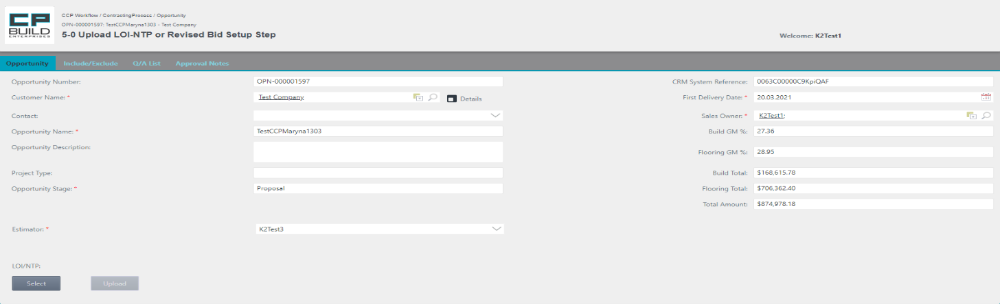 CP
BUILD
ENTERPRISES
CCP Workflow / ContractingProcess / Opportunity
OPN-000001597: TestCCPMaryna1303 - Test Company
5-0 Upload LOI-NTP or Revised Bid Setup Step
Welcome: K2Test1
Opportunity Include/Exclude Q/A List Approval Notes
Opportunity Number: OPN-000001597
CRM System Reference: 0063C00000C9KpiQAF
Customer Name: * Test Company Details
First Delivery Date: * 20.03.2021
Contact:
Sales Owner: * K2Test1;
Opportunity Name: * TestCCPMaryna1303
Build GM %: 27.36
Opportunity Description:
Flooring GM %: 28.95
Project Type:
Build Total: $168,615.78
Opportunity Stage: * Proposal
Flooring Total: $706,362.40
Total Amount: $874,978.18
Estimator: * K2Test3
LOI/NTP:
Select Upload